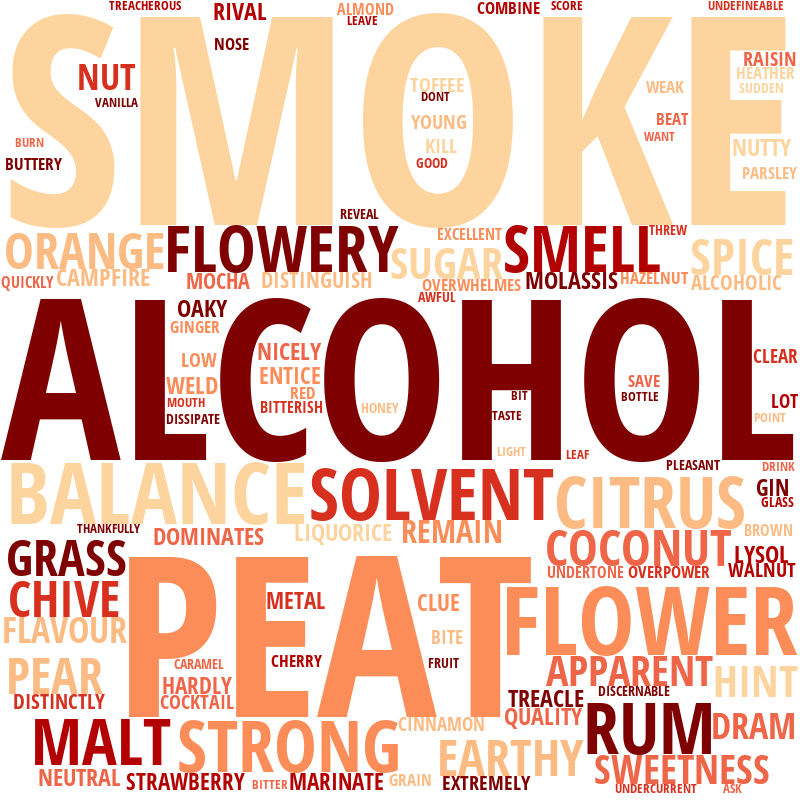 TREACHEROUS RIVAL ALMOND COMBINE SCORE UNDEFINEABLE
LEAVE
SMOKE
NOSE
NUT TOFFEE WEAK RAISIN
HEATHER
VANILLA DONT SUDDEN
YOUNG BEAT
BURN KILL WANT NUTTY
BUTTERY GOOD PARSLEY
REVEAL
ORANGE FLOWERY EXCELLENT SMELL THREW
SUGAR SPICE
QUICKLY CAMPFIRE MOCHA DISTINGUISH OVERWHELMES MOLASSIS HAZELNUT ALCOHOLIC
AWFUL
ALCOHOL
OAKY
GINGER
LOW NICELY CLEAR
WELD ENTICE SAVE
RED BIT BOTTLE
MOUTH BITTERISH HONEY LOT
DISSIPATE TASTE POINT
LIGHT LEAF
PLEASANT DRINK
BALANCE SOLVENT CITRUS GIN
GLASS
THANKFULLY
DOMINATES LIQUORICE REMAIN BROWN
GRASS COCONUT LYSOL
UNDERTONE OVERPOWER WALNUT
PEAT
CHIVE METAL CLUE FLOWER
FLAVOUR BITE
PEAR CARAMEL CHERRY FRUIT APPARENT HINT
HARDLY DISCERNABLE
DISTINCTLY COCKTAIL TREACLE
QUALITY RUM DRAM
MALT STRONG CINNAMON
EARTHY SWEETNESS
NEUTRAL STRAWBERRY BITTER MARINATE GRAIN EXTREMELY UNDERCURRENT ASK